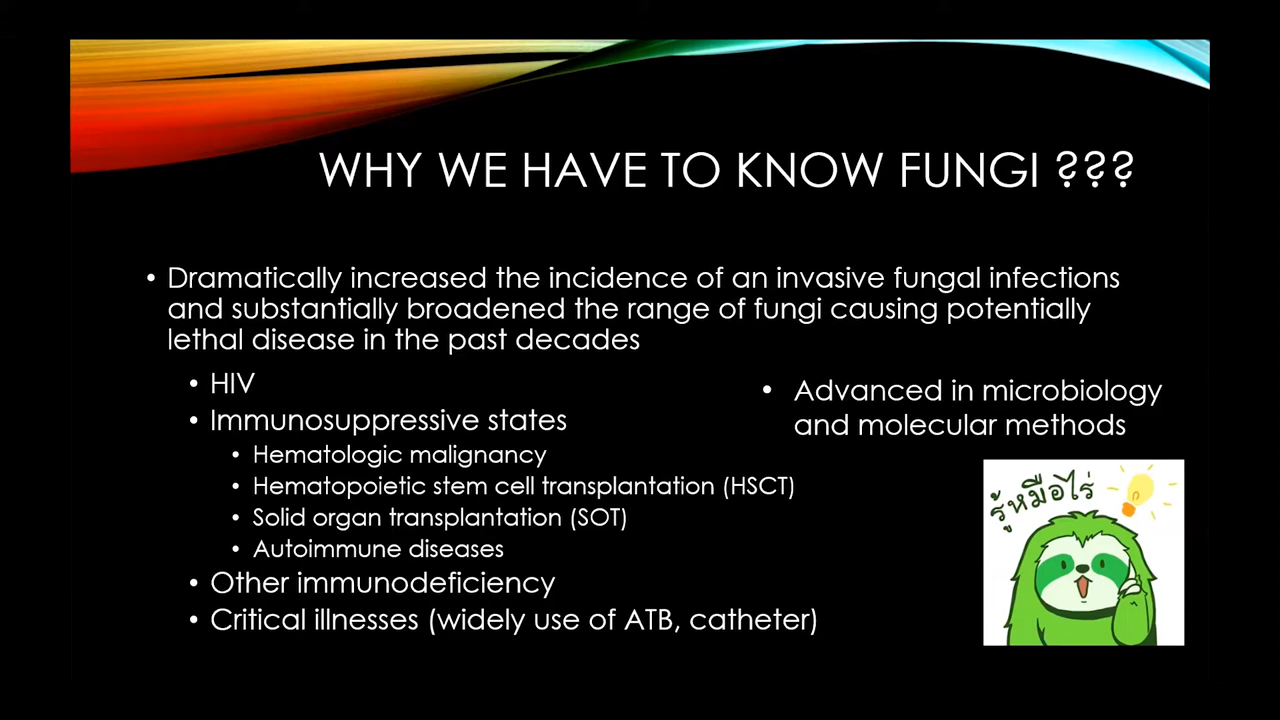 WHY WE HAVE TO KNOW FUNGI ???
• Dramatically increased the incidence of an invasive fungal infections
and substantially broadened the range of fungi causing potentially
lethal disease in the past decades
• HIV
• Immunosuppressive states
• Hematologic malignancy
• Hematopoietic stem cell transplantation (HSCT)
• Solid organ transplantation (SOT)
• Autoimmune diseases
• Other immunodeficiency
• Critical illnesses (widely use of ATB, catheter)
• Advanced in microbiology
and molecular methods
รู้หมือไร่